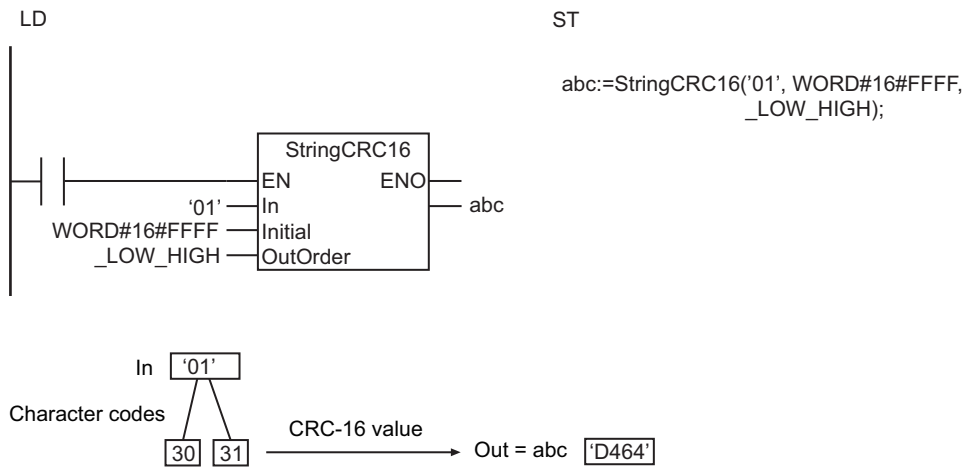 LD
ST
abc:=StringCRC16('01', WORD#16#FFFF,
_LOW_HIGH);
StringCRC16
EN ENO
‘01’ In abc
WORD#16#FFFF Initial
_LOW_HIGH OutOrder
In ‘01’
Character codes
30 31 CRC-16 value Out = abc ‘D464’